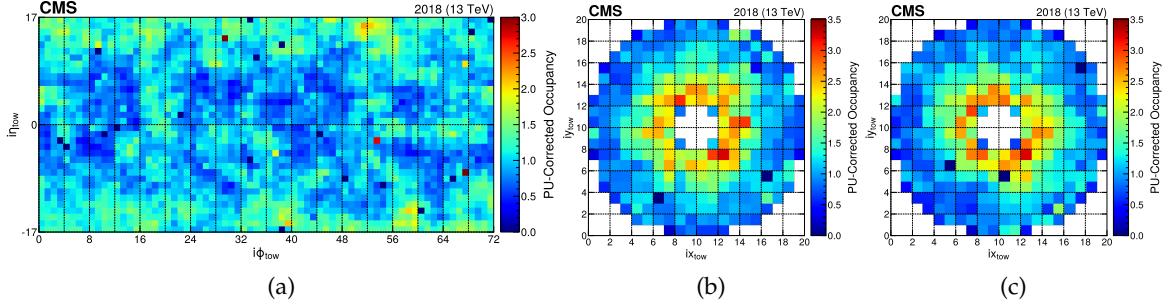 CMS 2018 (13 TeV)
17
0
-17
iη_tow
0 8 16 24 32 40 48 56 64 72
iϕ_tow
3.0
2.5
2.0
1.5
1.0
0.5
0.0
PU-Corrected Occupancy
(a)
CMS 2018 (13 TeV)
20
18
16
14
12
10
8
6
4
2
0
iy_tow
0 2 4 6 8 10 12 14 16 18 20
ix_tow
3.5
3.0
2.5
2.0
1.5
1.0
0.5
0.0
PU-Corrected Occupancy
(b)
CMS 2018 (13 TeV)
20
18
16
14
12
10
8
6
4
2
0
iy_tow
0 2 4 6 8 10 12 14 16 18 20
ix_tow
3.5
3.0
2.5
2.0
1.5
1.0
0.5
0.0
PU-Corrected Occupancy
(c)